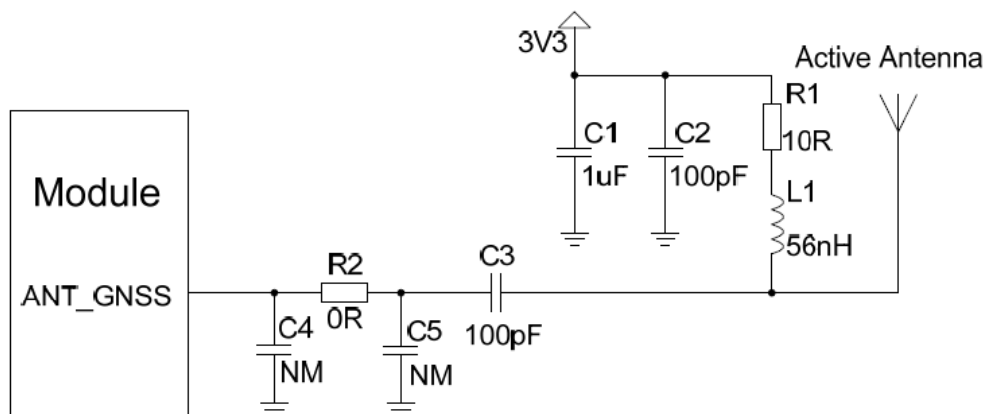 3V3
Active Antenna
R1
10R
C1
1uF
C2
100pF
L1
56nH
Module
ANT_GNSS
R2
0R
C3
100pF
C4
NM
C5
NM